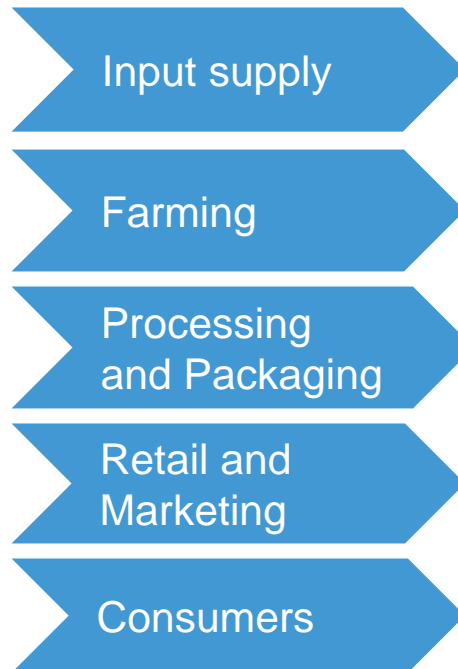 Input supply
Farming
Processing
and Packaging
Retail and
Marketing
Consumers